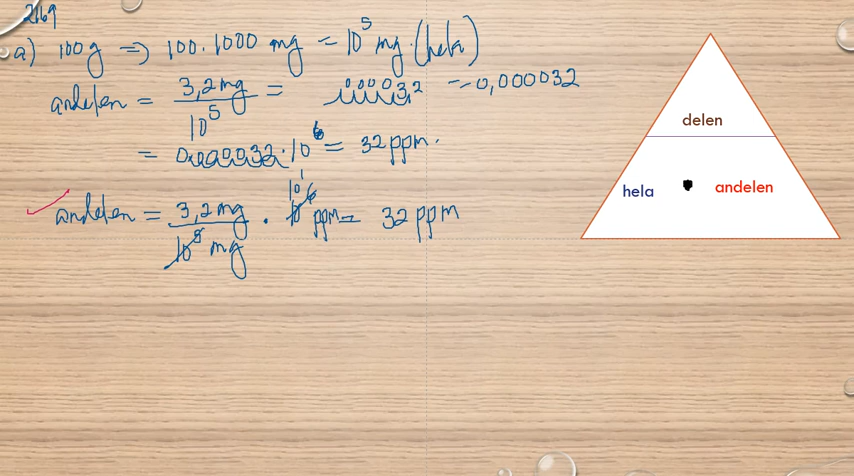 2169
a) 100g => 100.1000 mg = 10⁵ mg. (hela)
andelen = 3,2mg / 10⁵ = 000032 = 0,000032
= 0,000032 · 10⁶ = 32 ppm.
andelen = 3,2mg / 10⁵ mg · 10⁶ 10¹ ppm = 32 ppm
delen
hela · andelen